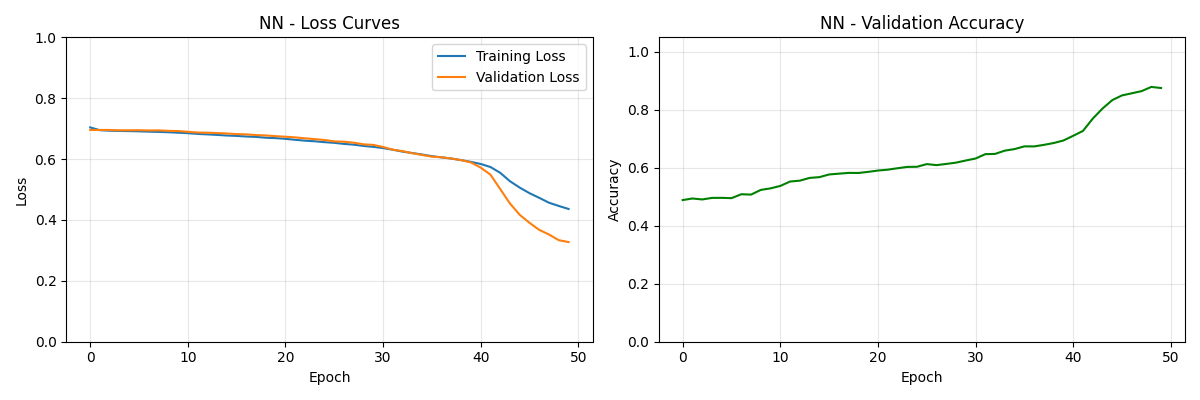 NN - Loss Curves
1.0
0.8
0.6
0.4
0.2
0.0
Loss
0 10 20 30 40 50
Epoch
Training Loss
Validation Loss
NN - Validation Accuracy
1.0
0.8
0.6
0.4
0.2
0.0
Accuracy
0 10 20 30 40 50
Epoch